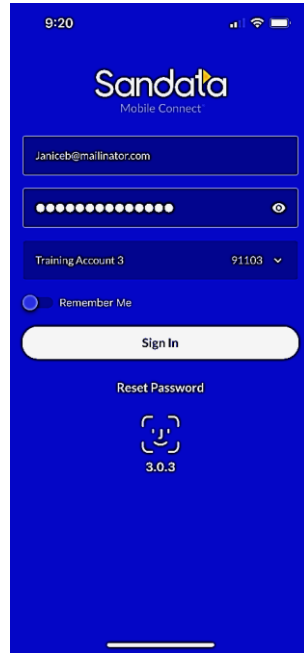 9:20
Sandata
Mobile Connect
Janiceb@mailinator.com
Training Account 3 91103
Remember Me
Sign In
Reset Password
3.0.3